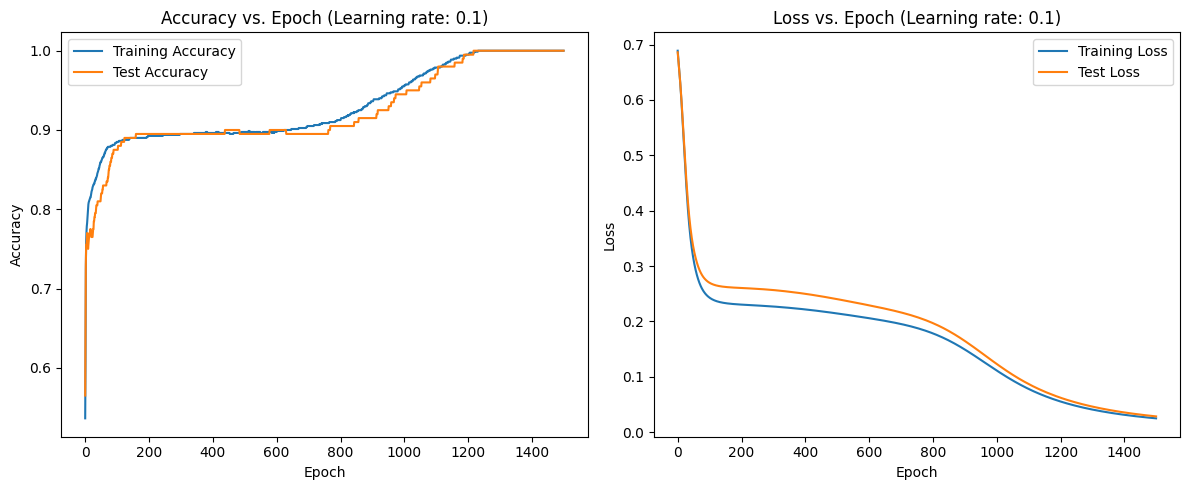 Accuracy vs. Epoch (Learning rate: 0.1)
Training Accuracy
Test Accuracy
1.0
0.9
0.8
0.7
0.6
Accuracy
0 200 400 600 800 1000 1200 1400
Epoch
Loss vs. Epoch (Learning rate: 0.1)
Training Loss
Test Loss
0.7
0.6
0.5
0.4
0.3
0.2
0.1
0.0
Loss
0 200 400 600 800 1000 1200 1400
Epoch